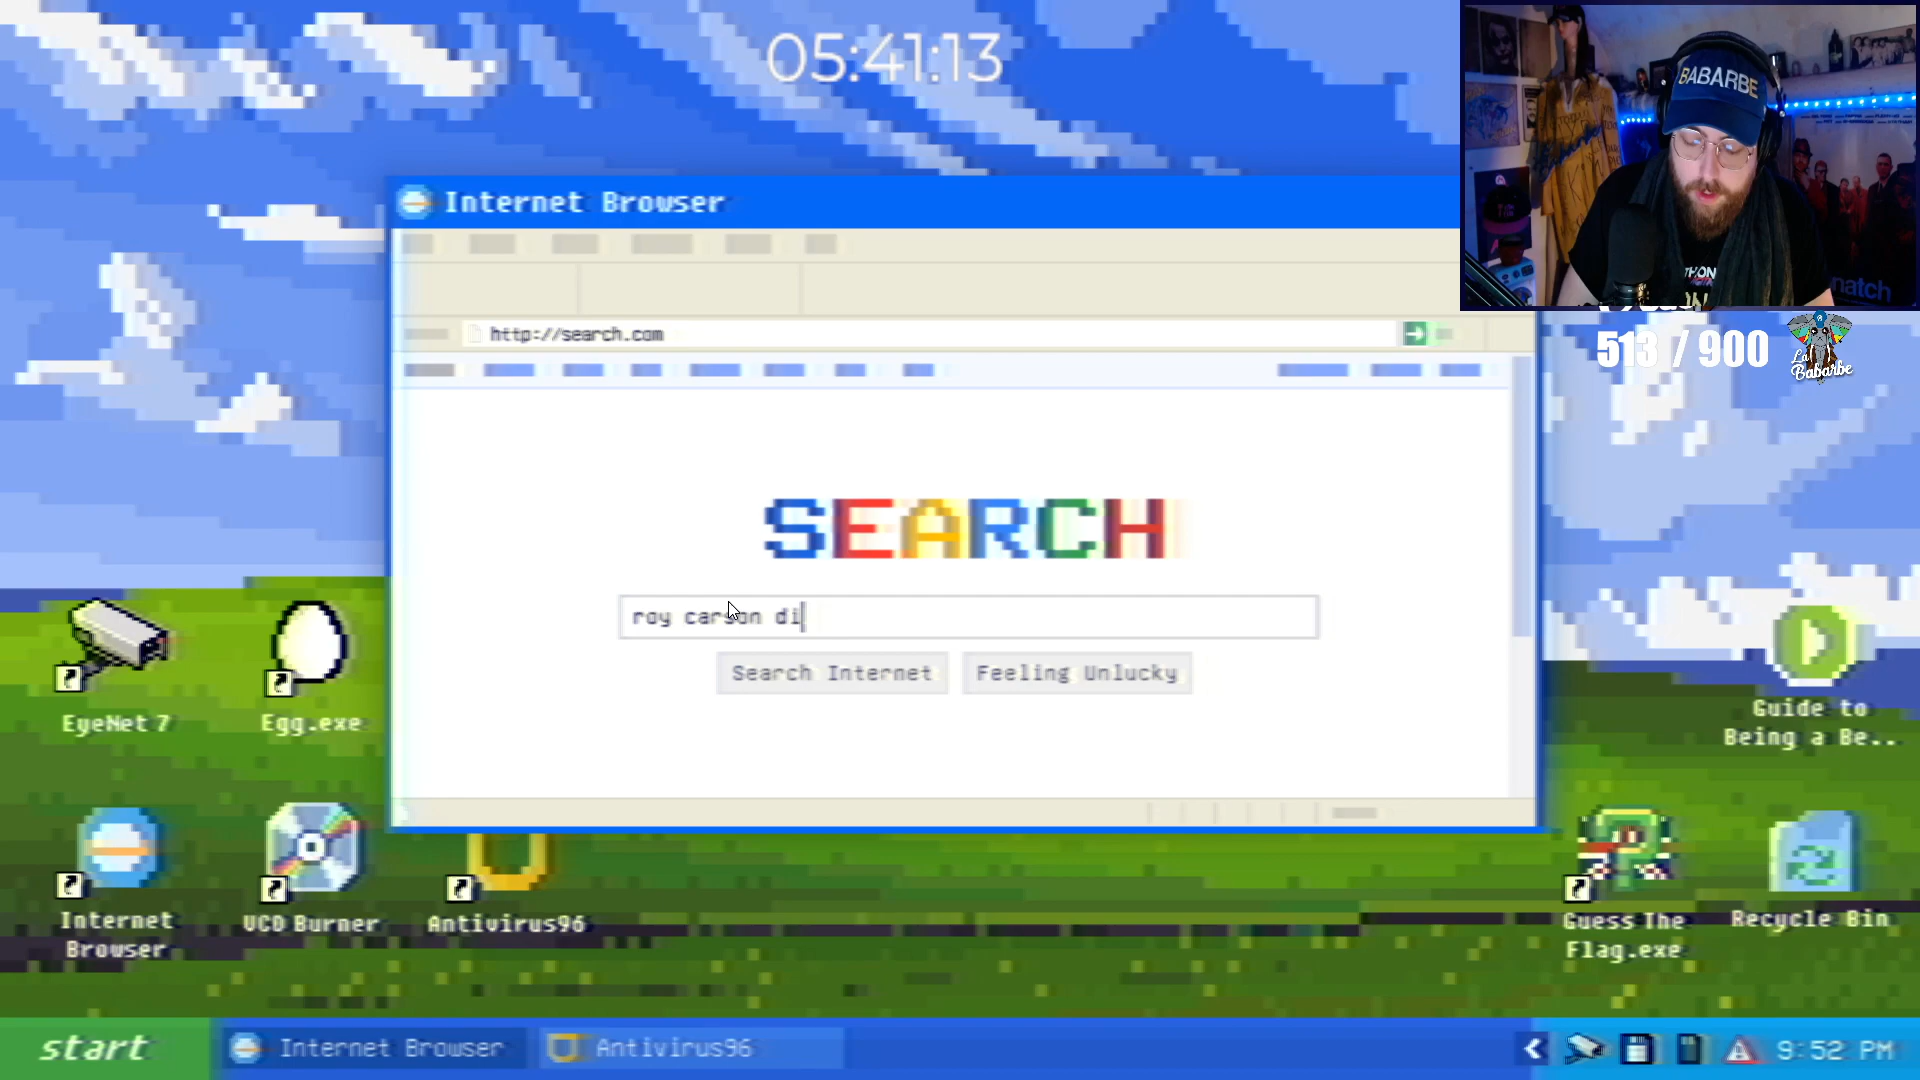 05:41:13
BABARBE
Internet Browser
http://search.com
513 / 900
La Babarbe
SEARCH
roy carson di
Search Internet
Feeling Unlucky
EyeNet 7
Egg.exe
Guide to
Being a Be..
Internet
Browser
VCD Burner
Antivirus96
Guess The
Flag.exe
Recycle Bin
start
Internet Browser
Antivirus96
9:52 PM